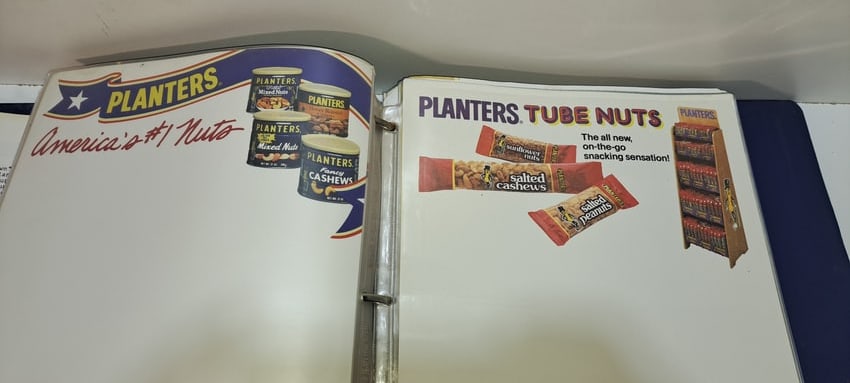 PLANTERS
America's #1 Nuts
PLANTERS
Mixed Nuts
PLANTERS
PLANTERS
Mixed Nuts
PLANTERS
Fancy
CASHEWS
PLANTERS TUBE NUTS
The all new,
on-the-go
snacking sensation!
sunflower
nuts
salted
cashews
salted
peanuts
PLANTERS